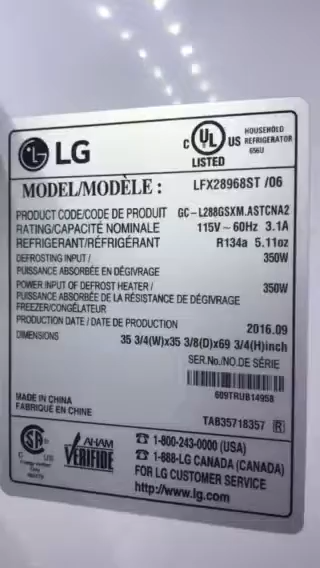 LG
C UL US LISTED
HOUSEHOLD
REFRIGERATOR
656U
MODEL/MODÈLE : LFX28968ST /06
PRODUCT CODE/CODE DE PRODUIT GC-L288GSXM.ASTCNA2
RATING/CAPACITÉ NOMINALE 115V~60Hz 3.1A
REFRIGERANT/RÉFRIGÉRANT R134a 5.11oz
DEFROSTING INPUT / 350W
PUISSANCE ABSORBÉE EN DÉGIVRAGE
POWER INPUT OF DEFROST HEATER / 350W
PUISSANCE ABSORBÉE DE LA RÉSISTANCE DE DÉGIVRAGE
FREEZER/CONGÉLATEUR
PRODUCTION DATE / DATE DE PRODUCTION 2016.09
DIMENSIONS 35 3/4(W)x35 3/8(D)x69 3/4(H)inch
SER.No./NO.DE SÉRIE
609TRUB14958
MADE IN CHINA
FABRIQUÉ EN CHINE
TAB35718357 R
SA
C US
AHAM
VERIFIDE
1-800-243-0000 (USA)
1-888-LG CANADA (CANADA)
FOR LG CUSTOMER SERVICE
http://www.lg.com